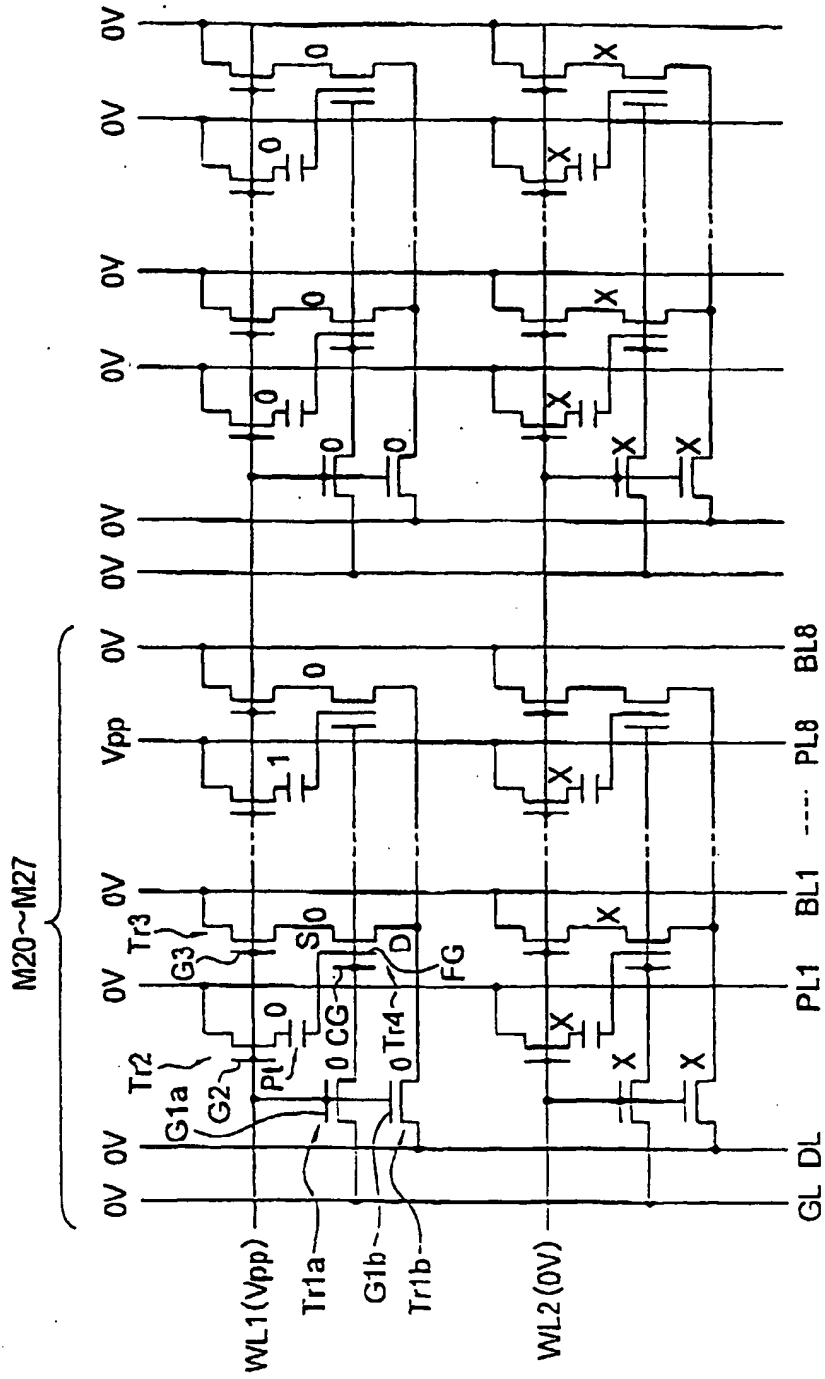 M20~M27
0V 0V 0V 0V Vpp 0V 0V 0V 0V 0V 0V 0V
WL1(Vpp)
Tr2
G2
G1a
Pt
0
Tr3
G3
S
0
CG
D
Tr4
FG
0
0
1
0
0
0
0
0
0
0
Tr1a
G1b
Tr1b
WL2(0V)
X
X
X
X
X
X
X
X
X
X
X
GL DL PL1 BL1 ---- PL8 BL8